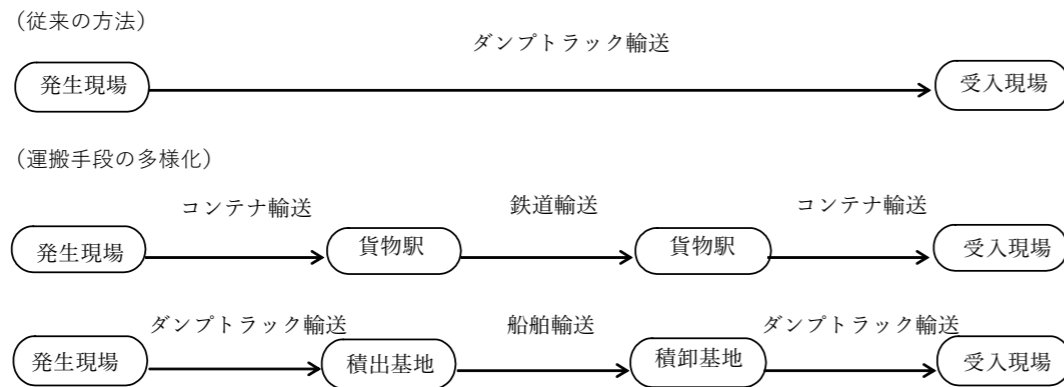 （従来の方法）
ダンプトラック輸送
発生現場
受入現場
（運搬手段の多様化）
コンテナ輸送
鉄道輸送
コンテナ輸送
発生現場
貨物駅
貨物駅
受入現場
ダンプトラック輸送
船舶輸送
ダンプトラック輸送
発生現場
積出基地
積卸基地
受入現場